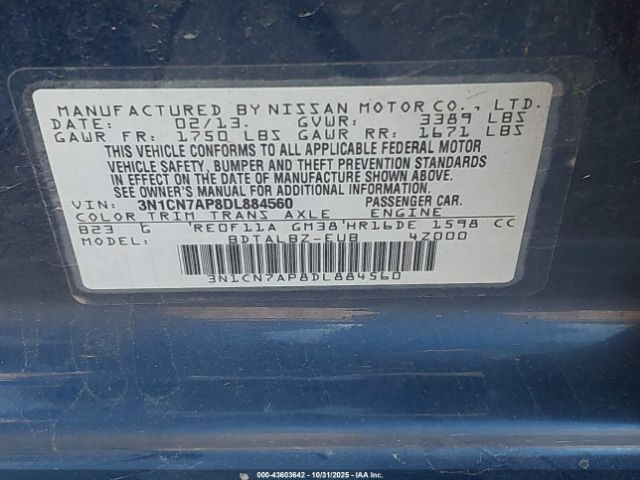 MANUFACTURED BY NISSAN MOTOR CO., LTD.
DATE: 02/13. GVWR: 3389 LBS
GAWR FR: 1750 LBS GAWR RR: 1671 LBS
THIS VEHICLE CONFORMS TO ALL APPLICABLE FEDERAL MOTOR
VEHICLE SAFETY, BUMPER AND THEFT PREVENTION STANDARDS
IN EFFECT ON THE DATE OF MANUFACTURE SHOWN ABOVE.
SEE OWNER'S MANUAL FOR ADDITIONAL INFORMATION.
VIN: 3N1CN7AP8DL884560 PASSENGER CAR.
COLOR TRIM TRANS AXLE ENGINE
B23 G 'RE0F11A GM38'HR16DE 1598 CC
MODEL: BDTALBZ-EUB 4Z000
3N1CN7AP8DL884560
© - 43603642 - 10/31/2025 - IAA Corp.